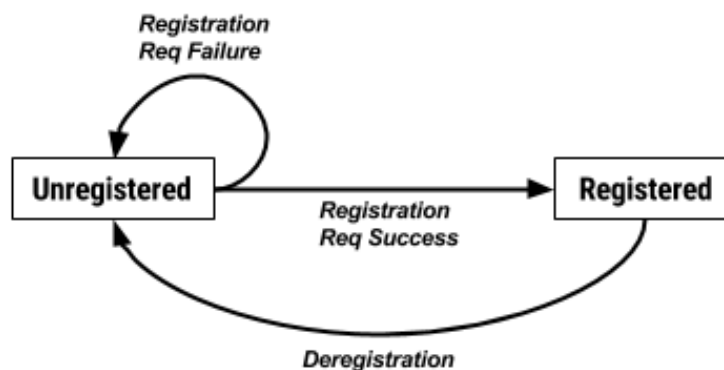 Registration
Req Failure
Unregistered
Registered
Registration
Req Success
Deregistration